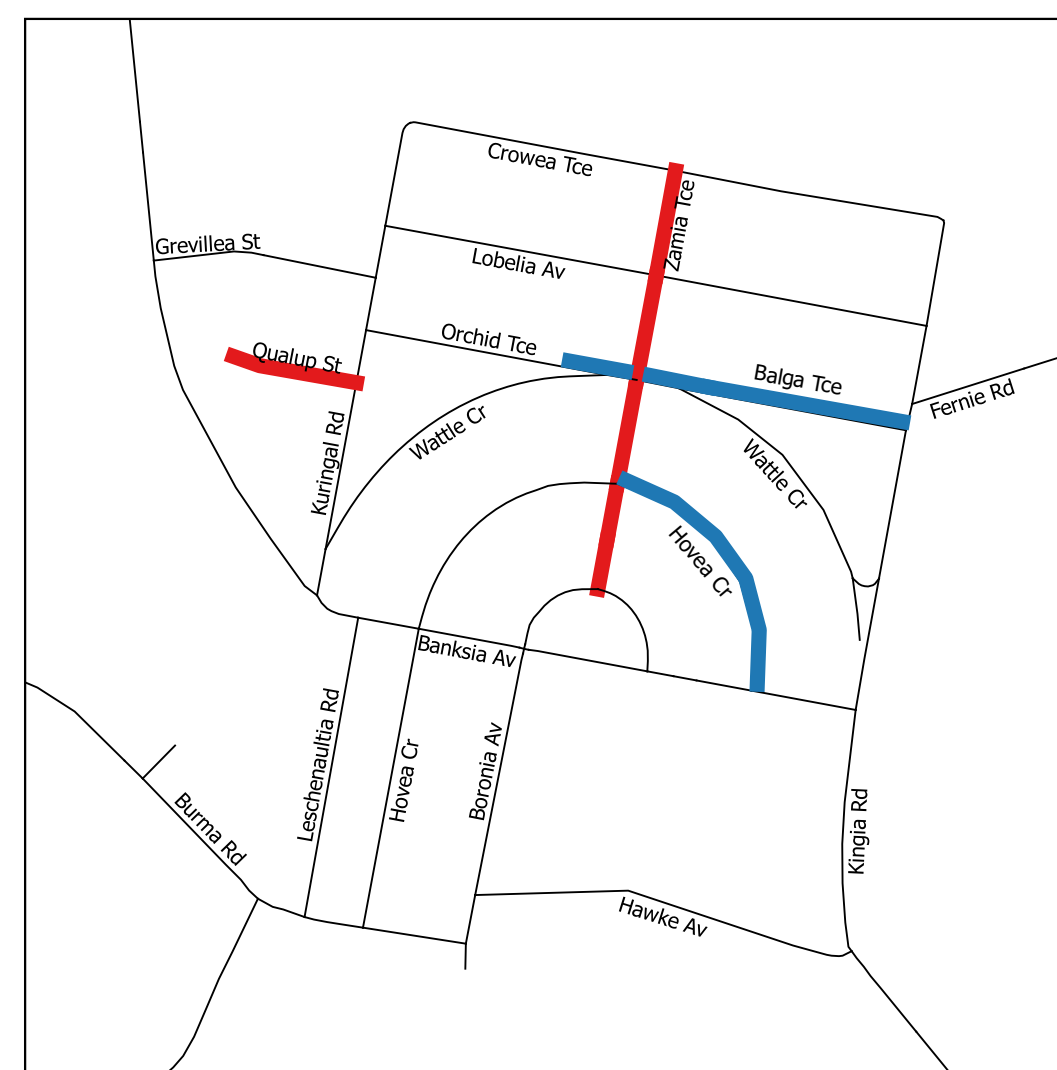 Crowea Tce
Zamia Tce
Grevillea St
Lobelia Av
Orchid Tce
Qualup St
Balga Tce
Fernie Rd
Wattle Cr
Kuringal Rd
Wattle Cr
Hovea Cr
Banksia Av
Leschenaultia Rd
Hovea Cr
Boronia Av
Burma Rd
Kingia Rd
Hawke Av